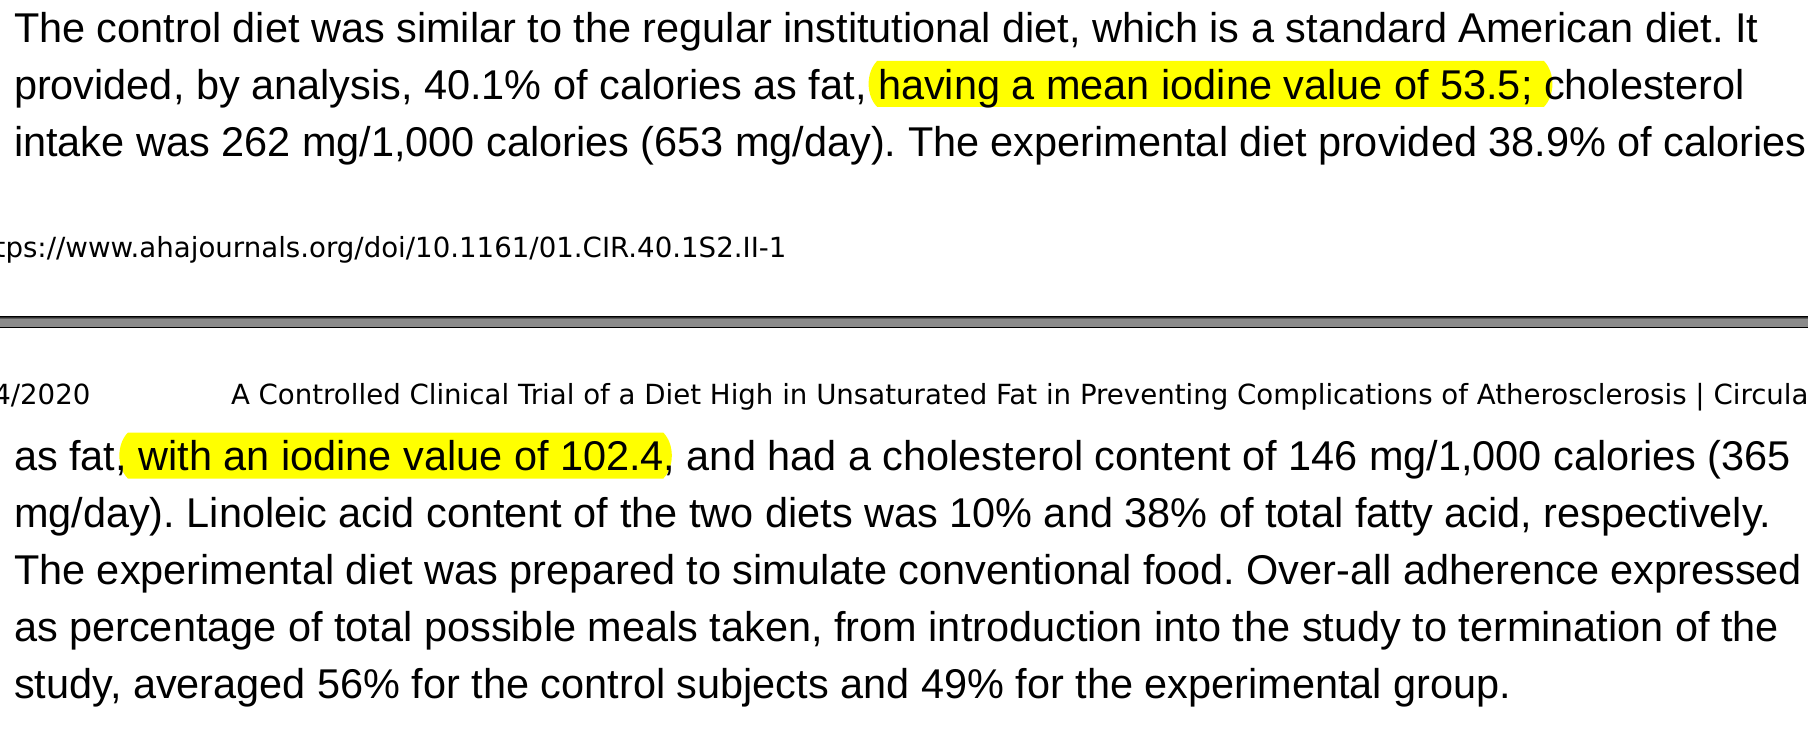 The control diet was similar to the regular institutional diet, which is a standard American diet. It
provided, by analysis, 40.1% of calories as fat, having a mean iodine value of 53.5; cholesterol
intake was 262 mg/1,000 calories (653 mg/day). The experimental diet provided 38.9% of calories
tps://www.ahajournals.org/doi/10.1161/01.CIR.40.1S2.II-1
4/2020 A Controlled Clinical Trial of a Diet High in Unsaturated Fat in Preventing Complications of Atherosclerosis | Circula
as fat, with an iodine value of 102.4, and had a cholesterol content of 146 mg/1,000 calories (365
mg/day). Linoleic acid content of the two diets was 10% and 38% of total fatty acid, respectively.
The experimental diet was prepared to simulate conventional food. Over-all adherence expressed
as percentage of total possible meals taken, from introduction into the study to termination of the
study, averaged 56% for the control subjects and 49% for the experimental group.